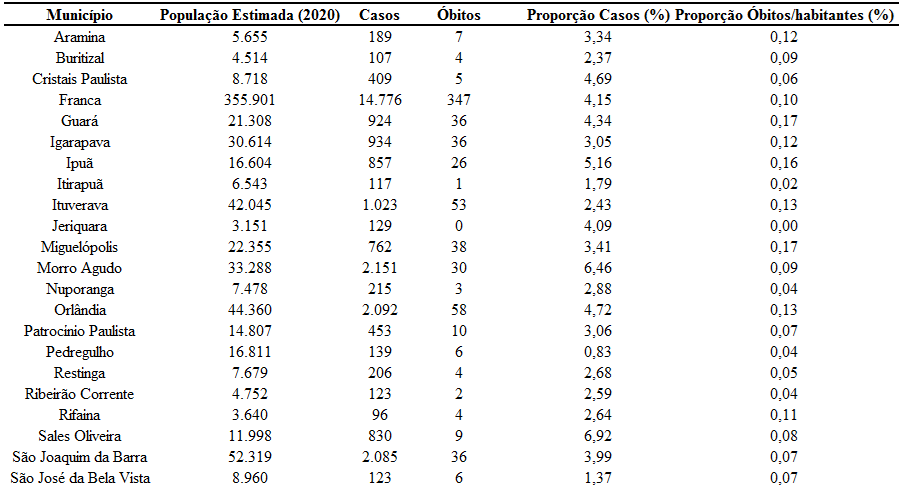 Município População Estimada (2020) Casos Óbitos Proporção Casos (%) Proporção Óbitos/habitantes (%)
Aramina 5.655 189 7 3,34 0,12
Buritizal 4.514 107 4 2,37 0,09
Cristais Paulista 8.718 409 5 4,69 0,06
Franca 355.901 14.776 347 4,15 0,10
Guará 21.308 924 36 4,34 0,17
Igarapava 30.614 934 36 3,05 0,12
Ipuã 16.604 857 26 5,16 0,16
Itirapuã 6.543 117 1 1,79 0,02
Ituverava 42.045 1.023 53 2,43 0,13
Jeriquara 3.151 129 0 4,09 0,00
Miguelópolis 22.355 762 38 3,41 0,17
Morro Agudo 33.288 2.151 30 6,46 0,09
Nuporanga 7.478 215 3 2,88 0,04
Orlândia 44.360 2.092 58 4,72 0,13
Patrocínio Paulista 14.807 453 10 3,06 0,07
Pedregulho 16.811 139 6 0,83 0,04
Restinga 7.679 206 4 2,68 0,05
Ribeirão Corrente 4.752 123 2 2,59 0,04
Rifaina 3.640 96 4 2,64 0,11
Sales Oliveira 11.998 830 9 6,92 0,08
São Joaquim da Barra 52.319 2.085 36 3,99 0,07
São José da Bela Vista 8.960 123 6 1,37 0,07